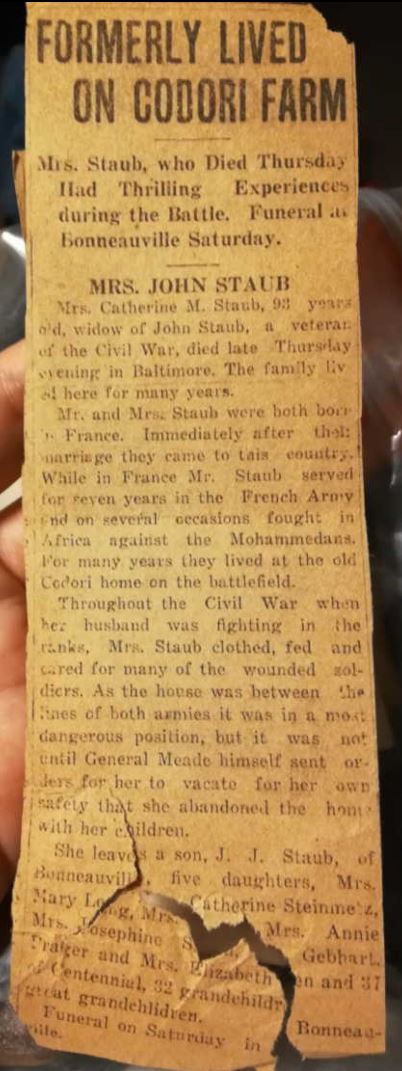 FORMERLY LIVED
ON CODORI FARM
Mrs. Staub, who Died Thursday
Had Thrilling Experiences
during the Battle. Funeral at
Bonneauville Saturday.
MRS. JOHN STAUB
Mrs. Catherine M. Staub, 93 years
old, widow of John Staub, a veteran
of the Civil War, died late Thursday
evening in Baltimore. The family liv
ed here for many years.
Mr. and Mrs. Staub were both born
in France. Immediately after their
marriage they came to this country.
While in France Mr. Staub served
for seven years in the French Army
and on several occasions fought in
Africa against the Mohammedans.
For many years they lived at the old
Codori home on the battlefield.
Throughout the Civil War when
her husband was fighting in the
ranks, Mrs. Staub clothed, fed and
cared for many of the wounded sol-
diers. As the house was between the
lines of both armies it was in a most
dangerous position, but it was not
until General Meade himself sent or-
ders for her to vacate for her own
safety that she abandoned the home
with her children.
She leaves a son, J. J. Staub, of
Bonneauville, five daughters, Mrs.
Mary Long, Mrs. Catherine Steinmetz,
Mrs. Josephine Mrs. Annie
and Mrs. Elizabeth Gebhart,
of Centennial, 32 grandchildren and 37
great grandchlidren.
Funeral on Saturday in Bonneau-
ville.